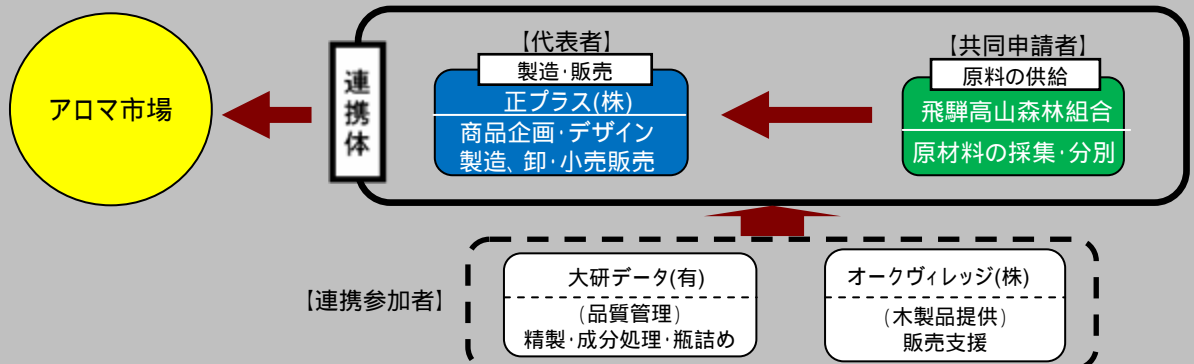 アロマ市場
連携体
【代表者】
製造・販売
正プラス(株)
商品企画・デザイン
製造、卸・小売販売
【共同申請者】
原料の供給
飛騨高山森林組合
原材料の採集・分別
【連携参加者】
大研データ(有)
(品質管理)
精製・成分処理・瓶詰め
オークヴィレッジ(株)
(木製品提供)
販売支援